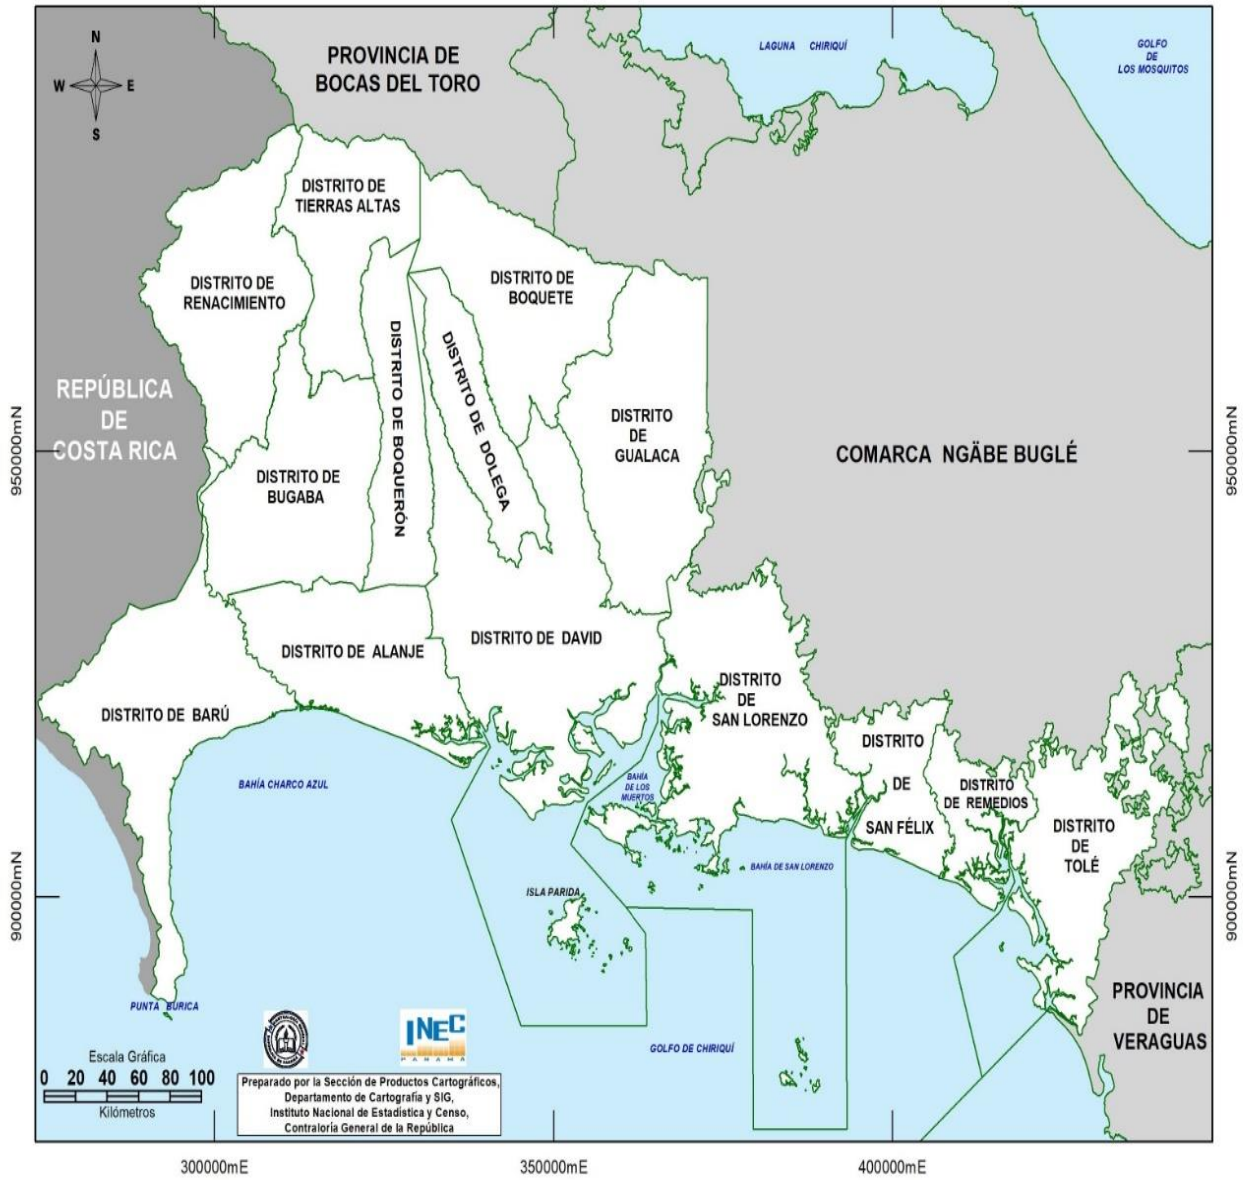 N
W
E
S
PROVINCIA DE
BOCAS DEL TORO
LAGUNA CHIRIQUÍ
GOLFO
DE
LOS MOSQUITOS
DISTRITO DE
TIERRAS ALTAS
DISTRITO DE
RENACIMIENTO
DISTRITO DE
BOQUETE
DISTRITO DE BOQUERÓN
DISTRITO DE DOLEGA
REPÚBLICA
DE
COSTA RICA
DISTRITO
DE
GUALACA
COMARCA NGÄBE BUGLÉ
DISTRITO DE
BUGABA
950000mN
950000mN
DISTRITO DE ALANJE
DISTRITO DE DAVID
DISTRITO DE BARÚ
DISTRITO
DE
SAN LORENZO
DISTRITO
DE
SAN FÉLIX
DISTRITO
DE REMEDIOS
DISTRITO
DE
TOLÉ
BAHÍA CHARCO AZUL
BAHÍA
DE LOS
MUERTOS
BAHÍA DE SAN LORENZO
ISLA PARIDA
900000mN
900000mN
PUNTA BURICA
GOLFO DE CHIRIQUÍ
PROVINCIA
DE
VERAGUAS
Escala Gráfica
0 20 40 60 80 100
Kilómetros
INEC
PANAMÁ
Preparado por la Sección de Productos Cartográficos,
Departamento de Cartografía y SIG,
Instituto Nacional de Estadistica y Censo,
Contraloría General de la República
300000mE
350000mE
400000mE